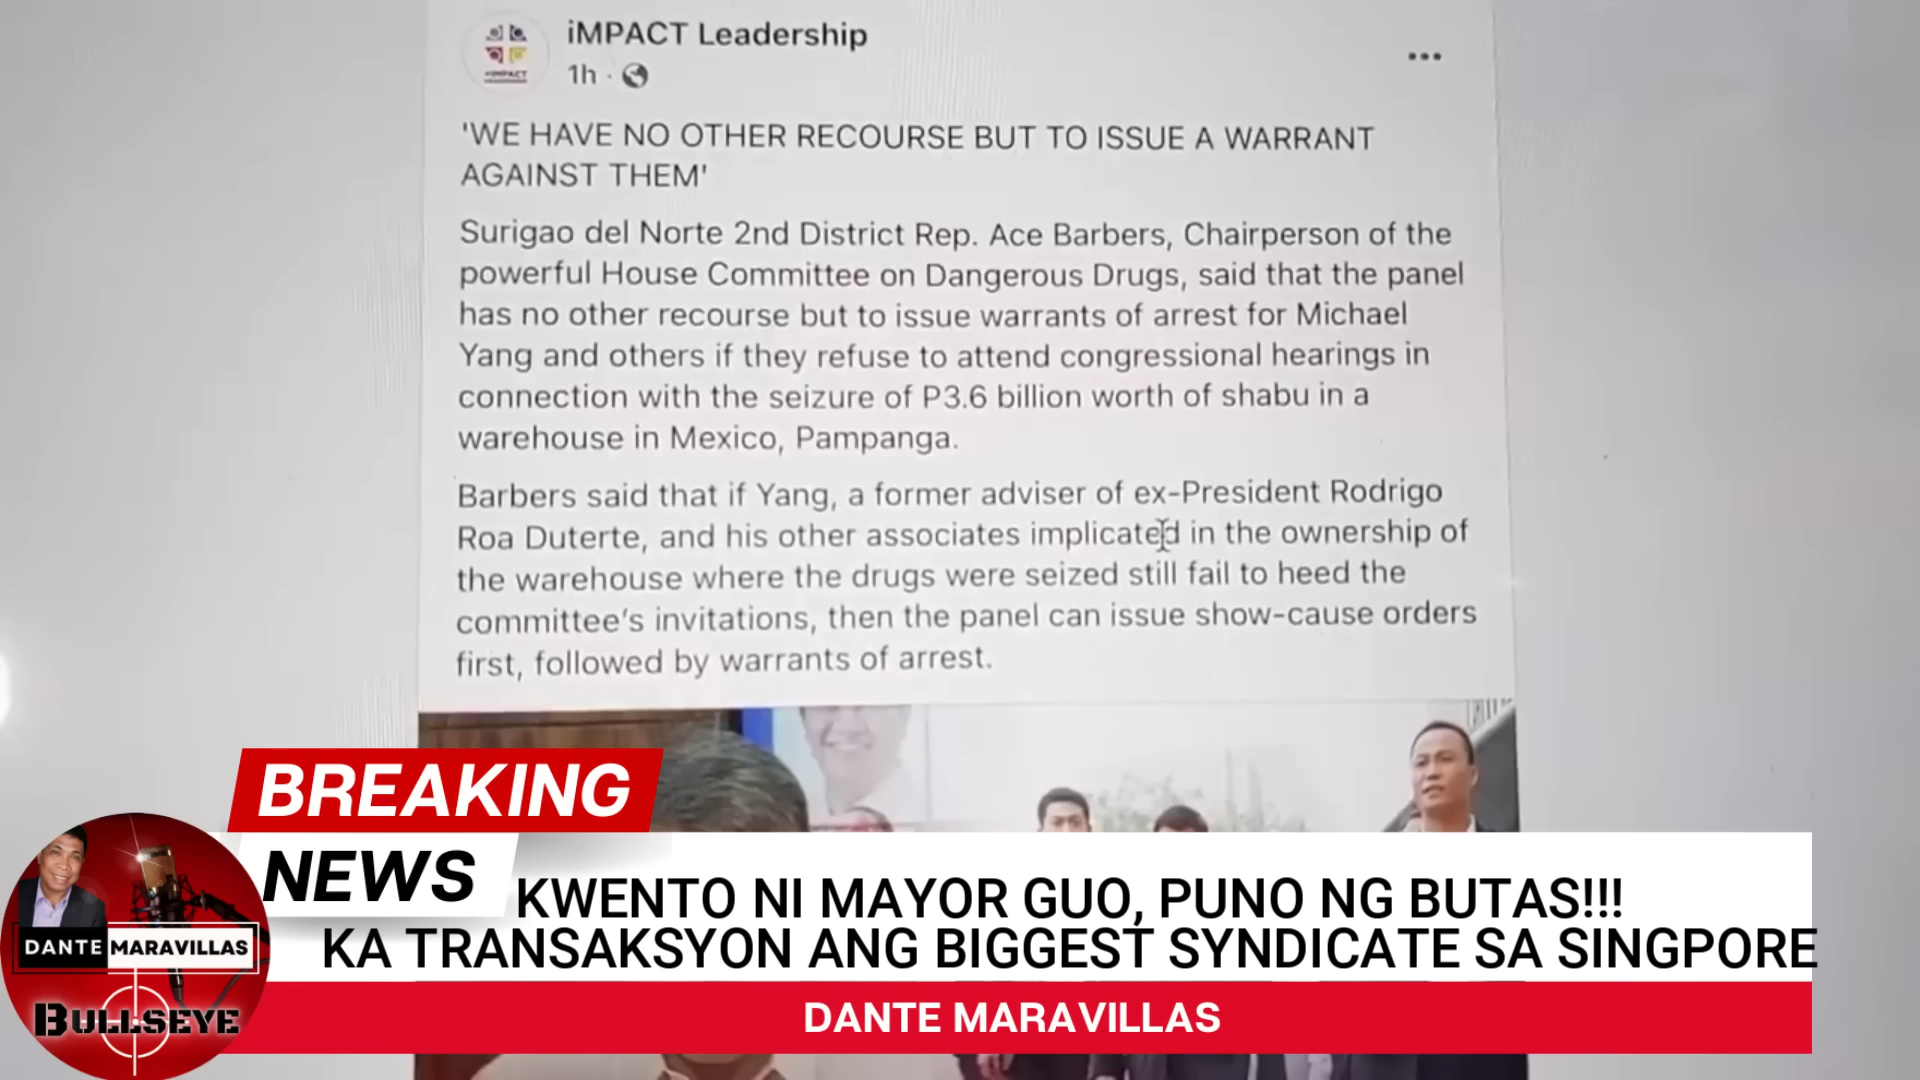 iMPACT Leadership
1h ·
'WE HAVE NO OTHER RECOURSE BUT TO ISSUE A WARRANT
AGAINST THEM'
Surigao del Norte 2nd District Rep. Ace Barbers, Chairperson of the
powerful House Committee on Dangerous Drugs, said that the panel
has no other recourse but to issue warrants of arrest for Michael
Yang and others if they refuse to attend congressional hearings in
connection with the seizure of P3.6 billion worth of shabu in a
warehouse in Mexico, Pampanga.
Barbers said that if Yang, a former adviser of ex-President Rodrigo
Roa Duterte, and his other associates implicated in the ownership of
the warehouse where the drugs were seized still fail to heed the
committee's invitations, then the panel can issue show-cause orders
first, followed by warrants of arrest.
BREAKING
NEWS
KWENTO NI MAYOR GUO, PUNO NG BUTAS!!!
KA TRANSAKSYON ANG BIGGEST SYNDICATE SA SINGPORE
DANTE MARAVILLAS
DANTE MARAVILLAS
BULLSEYE